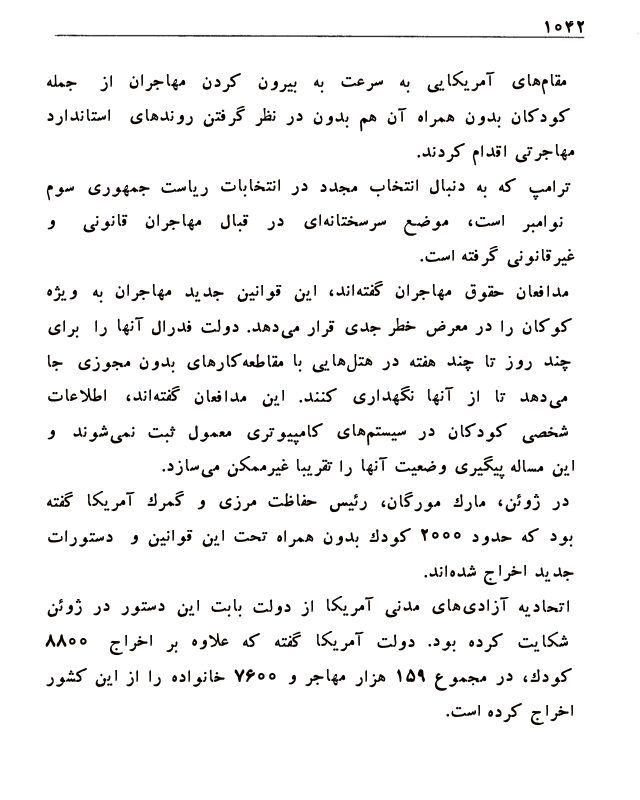 ۱۰۴۲
مقام‌های آمریکایی به سرعت به بیرون کردن مهاجران از جمله
کودکان بدون همراه آن هم بدون در نظر گرفتن روندهای استاندارد
مهاجرتی اقدام کردند.
ترامپ که به دنبال انتخاب مجدد در انتخابات ریاست جمهوری سوم
نوامبر است، موضع سرسختانه‌ای در قبال مهاجران قانونی و
غیرقانونی گرفته است.
مدافعان حقوق مهاجران گفته‌اند، این قوانین جدید مهاجران به ویژه
کوکان را در معرض خطر جدی قرار می‌دهد. دولت فدرال آنها را برای
چند روز تا چند هفته در هتل‌هایی با مقاطعه‌کارهای بدون مجوزی جا
می‌دهد تا از آنها نگهداری کنند. این مدافعان گفته‌اند، اطلاعات
شخصی کودکان در سیستم‌های کامپیوتری معمول ثبت نمی‌شوند و
این مساله پیگیری وضعیت آنها را تقریبا غیرممکن می‌سازد.
در ژوئن، مارك مورگان، رئیس حفاظت مرزی و گمرك آمریکا گفته
بود که حدود ۲۰۰۰ کودك بدون همراه تحت این قوانین و دستورات
جدید اخراج شده‌اند.
اتحادیه آزادی‌های مدنی آمریکا از دولت بابت این دستور در ژوئن
شکایت کرده بود. دولت آمریکا گفته که علاوه بر اخراج ۸۸۰۰
کودك، در مجموع ۱۵۹ هزار مهاجر و ۷۶۰۰ خانواده را از این کشور
اخراج کرده است.